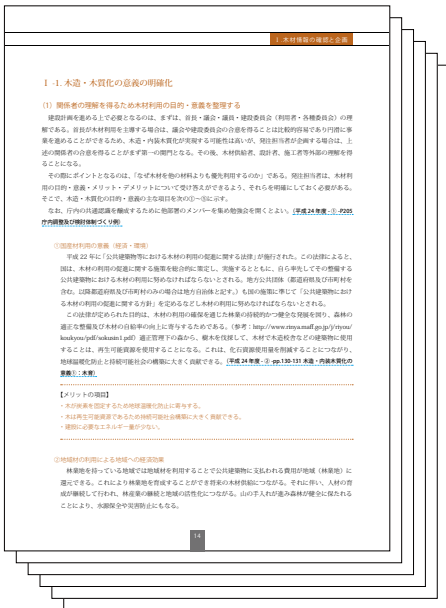 Ⅰ 木材情報の確認と企画
Ⅰ -1. 木造・木質化の意義の明確化
(1) 関係者の理解を得るため木材利用の目的・意義を整理する
建設計画を進める上で必要となるのは、まずは、首長・議会・議員・建設委員会（利用者・各種委員会）の理
解である。首長が木材利用を主導する場合は、議会や建設委員会の合意を得ることは比較的容易であり円滑に事
業を進めることができるため、木造・内装木質化が実現する可能性は高いが、発注担当者が企画する場合は、上
述の関係者の合意を得ることがまず第一の関門となる。その後、木材供給者、設計者、施工者等外部の理解を得
ることになる。
その際にポイントとなるのは、「なぜ木材を他の材料よりも優先利用するのか」である。発注担当者は、木材利
用の目的・意義・メリット・デメリットについて受け答えができるよう、それらを明確にしておく必要がある。
そこで、木造・木質化の目的・意義の主な項目を次の①～⑤に示す。
なお、庁内の共通認識を醸成するために他部署のメンバーを集め勉強会を開くとよい。（平成 24 年度 - ① -P205
庁内調整及び検討体制づくり例）
①国産材利用の意義（経済・環境）
平成 22 年に「公共建築物等における木材の利用の促進に関する法律」が施行された。この法律によると、
国は、木材の利用の促進に関する施策を総合的に策定し、実施するとともに、自ら率先してその整備する
公共建築物における木材の利用に努めなければならないとされる。地方公共団体（都道府県及び市町村を
含む。以降都道府県及び市町村のみの場合は地方自治体と記す。）も国の施策に準じて「公共建築物におけ
る木材の利用の促進に関する方針」を定めるなどし木材の利用に努めなければならないとされる。
この法律が定められた目的は、木材の利用の確保を通じた林業の持続的かつ健全な発展を図り、森林の
適正な整備及び木材の自給率の向上に寄与するためである。（参考：http://www.rinya.maff.go.jp/j/riyou/
koukyou/pdf/sokusin1.pdf）適正管理下の森から、樹木を伐採して、木材で木造校舎などの建築物に使用
することは、再生可能資源を使用することになる。これは、化石資源使用量を削減することにつながり、
地球温暖化防止と持続可能社会の構築に大きく貢献できる。（平成 24 年度 - ② -pp.130-131 木造・内装木質化の
意義①：木育）
【メリットの項目】
・木が炭素を固定するため地球温暖化防止に寄与する。
・木は再生可能資源であるため持続可能社会構築に大きく貢献できる。
・建設に必要なエネルギー量が少ない。
②地域材の利用による地域への経済効果
林業地を持っている地域では地域材を利用することで公共建築物に支払われる費用が地域（林業地）に
還元できる。これにより林業地を育成することができ将来の木材供給につながる。それに伴い、人材の育
成が継続して行われ、林産業の継続と地域の活性化につながる。山の手入れが進み森林が健全に保たれる
ことにより、水源保全や災害防止にもなる。
14